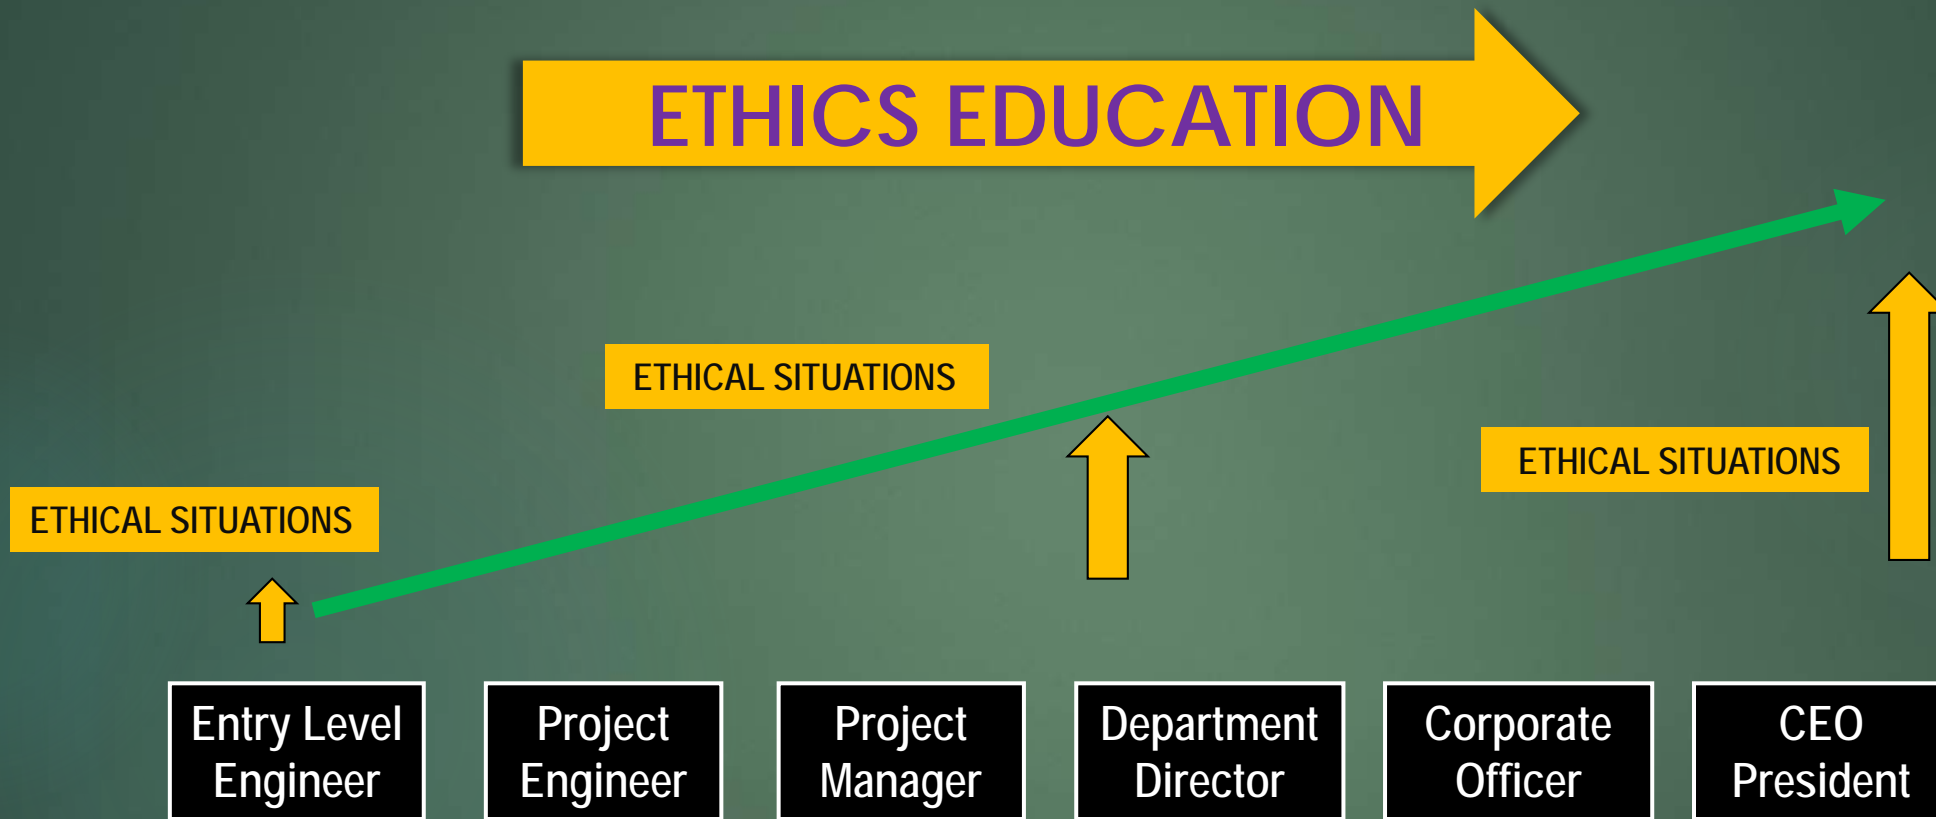 ETHICS EDUCATION
ETHICAL SITUATIONS
ETHICAL SITUATIONS
ETHICAL SITUATIONS
Entry Level
Engineer
Project
Engineer
Project
Manager
Department
Director
Corporate
Officer
CEO
President